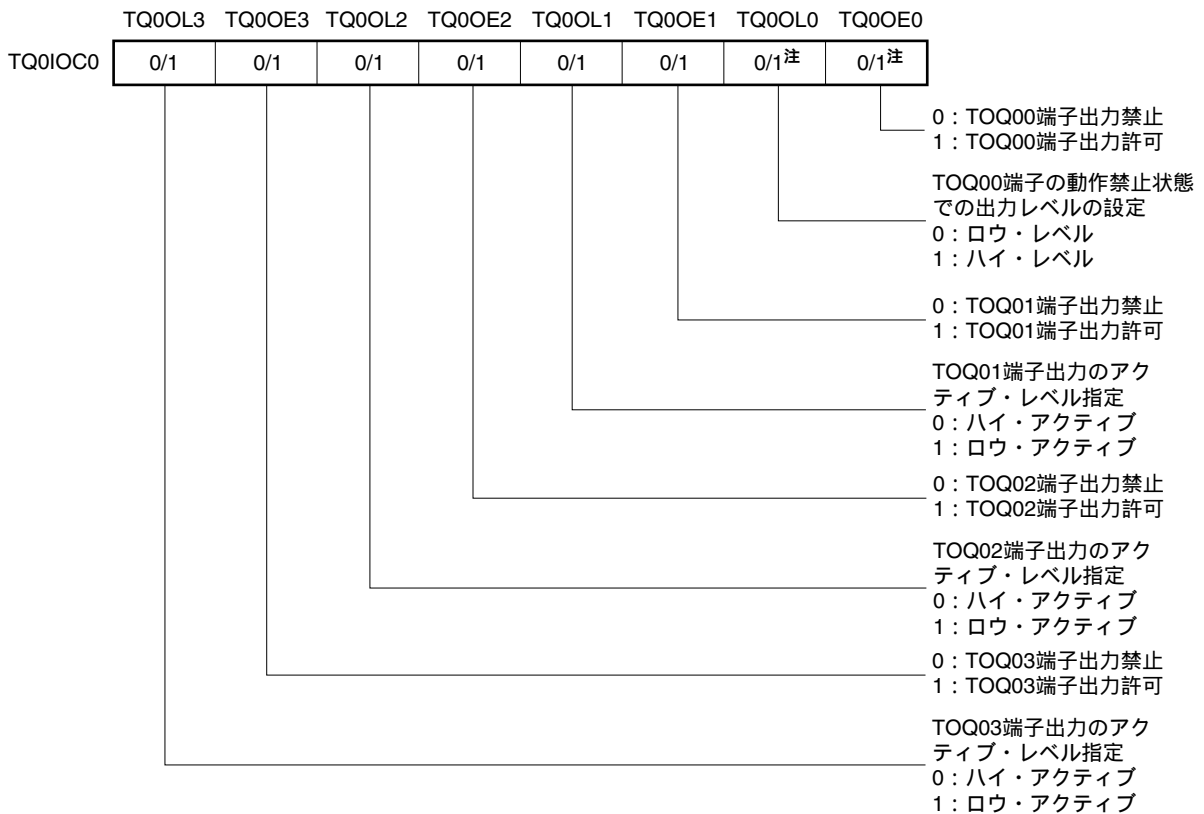 TQ0OL3 TQ0OE3 TQ0OL2 TQ0OE2 TQ0OL1 TQ0OE1 TQ0OL0 TQ0OE0
TQ0IOC0 0/1 0/1 0/1 0/1 0/1 0/1 0/1注 0/1注
0：TOQ00端子出力禁止
1：TOQ00端子出力許可
TOQ00端子の動作禁止状態
での出力レベルの設定
0：ロウ・レベル
1：ハイ・レベル
0：TOQ01端子出力禁止
1：TOQ01端子出力許可
TOQ01端子出力のアク
ティブ・レベル指定
0：ハイ・アクティブ
1：ロウ・アクティブ
0：TOQ02端子出力禁止
1：TOQ02端子出力許可
TOQ02端子出力のアク
ティブ・レベル指定
0：ハイ・アクティブ
1：ロウ・アクティブ
0：TOQ03端子出力禁止
1：TOQ03端子出力許可
TOQ03端子出力のアク
ティブ・レベル指定
0：ハイ・アクティブ
1：ロウ・アクティブ